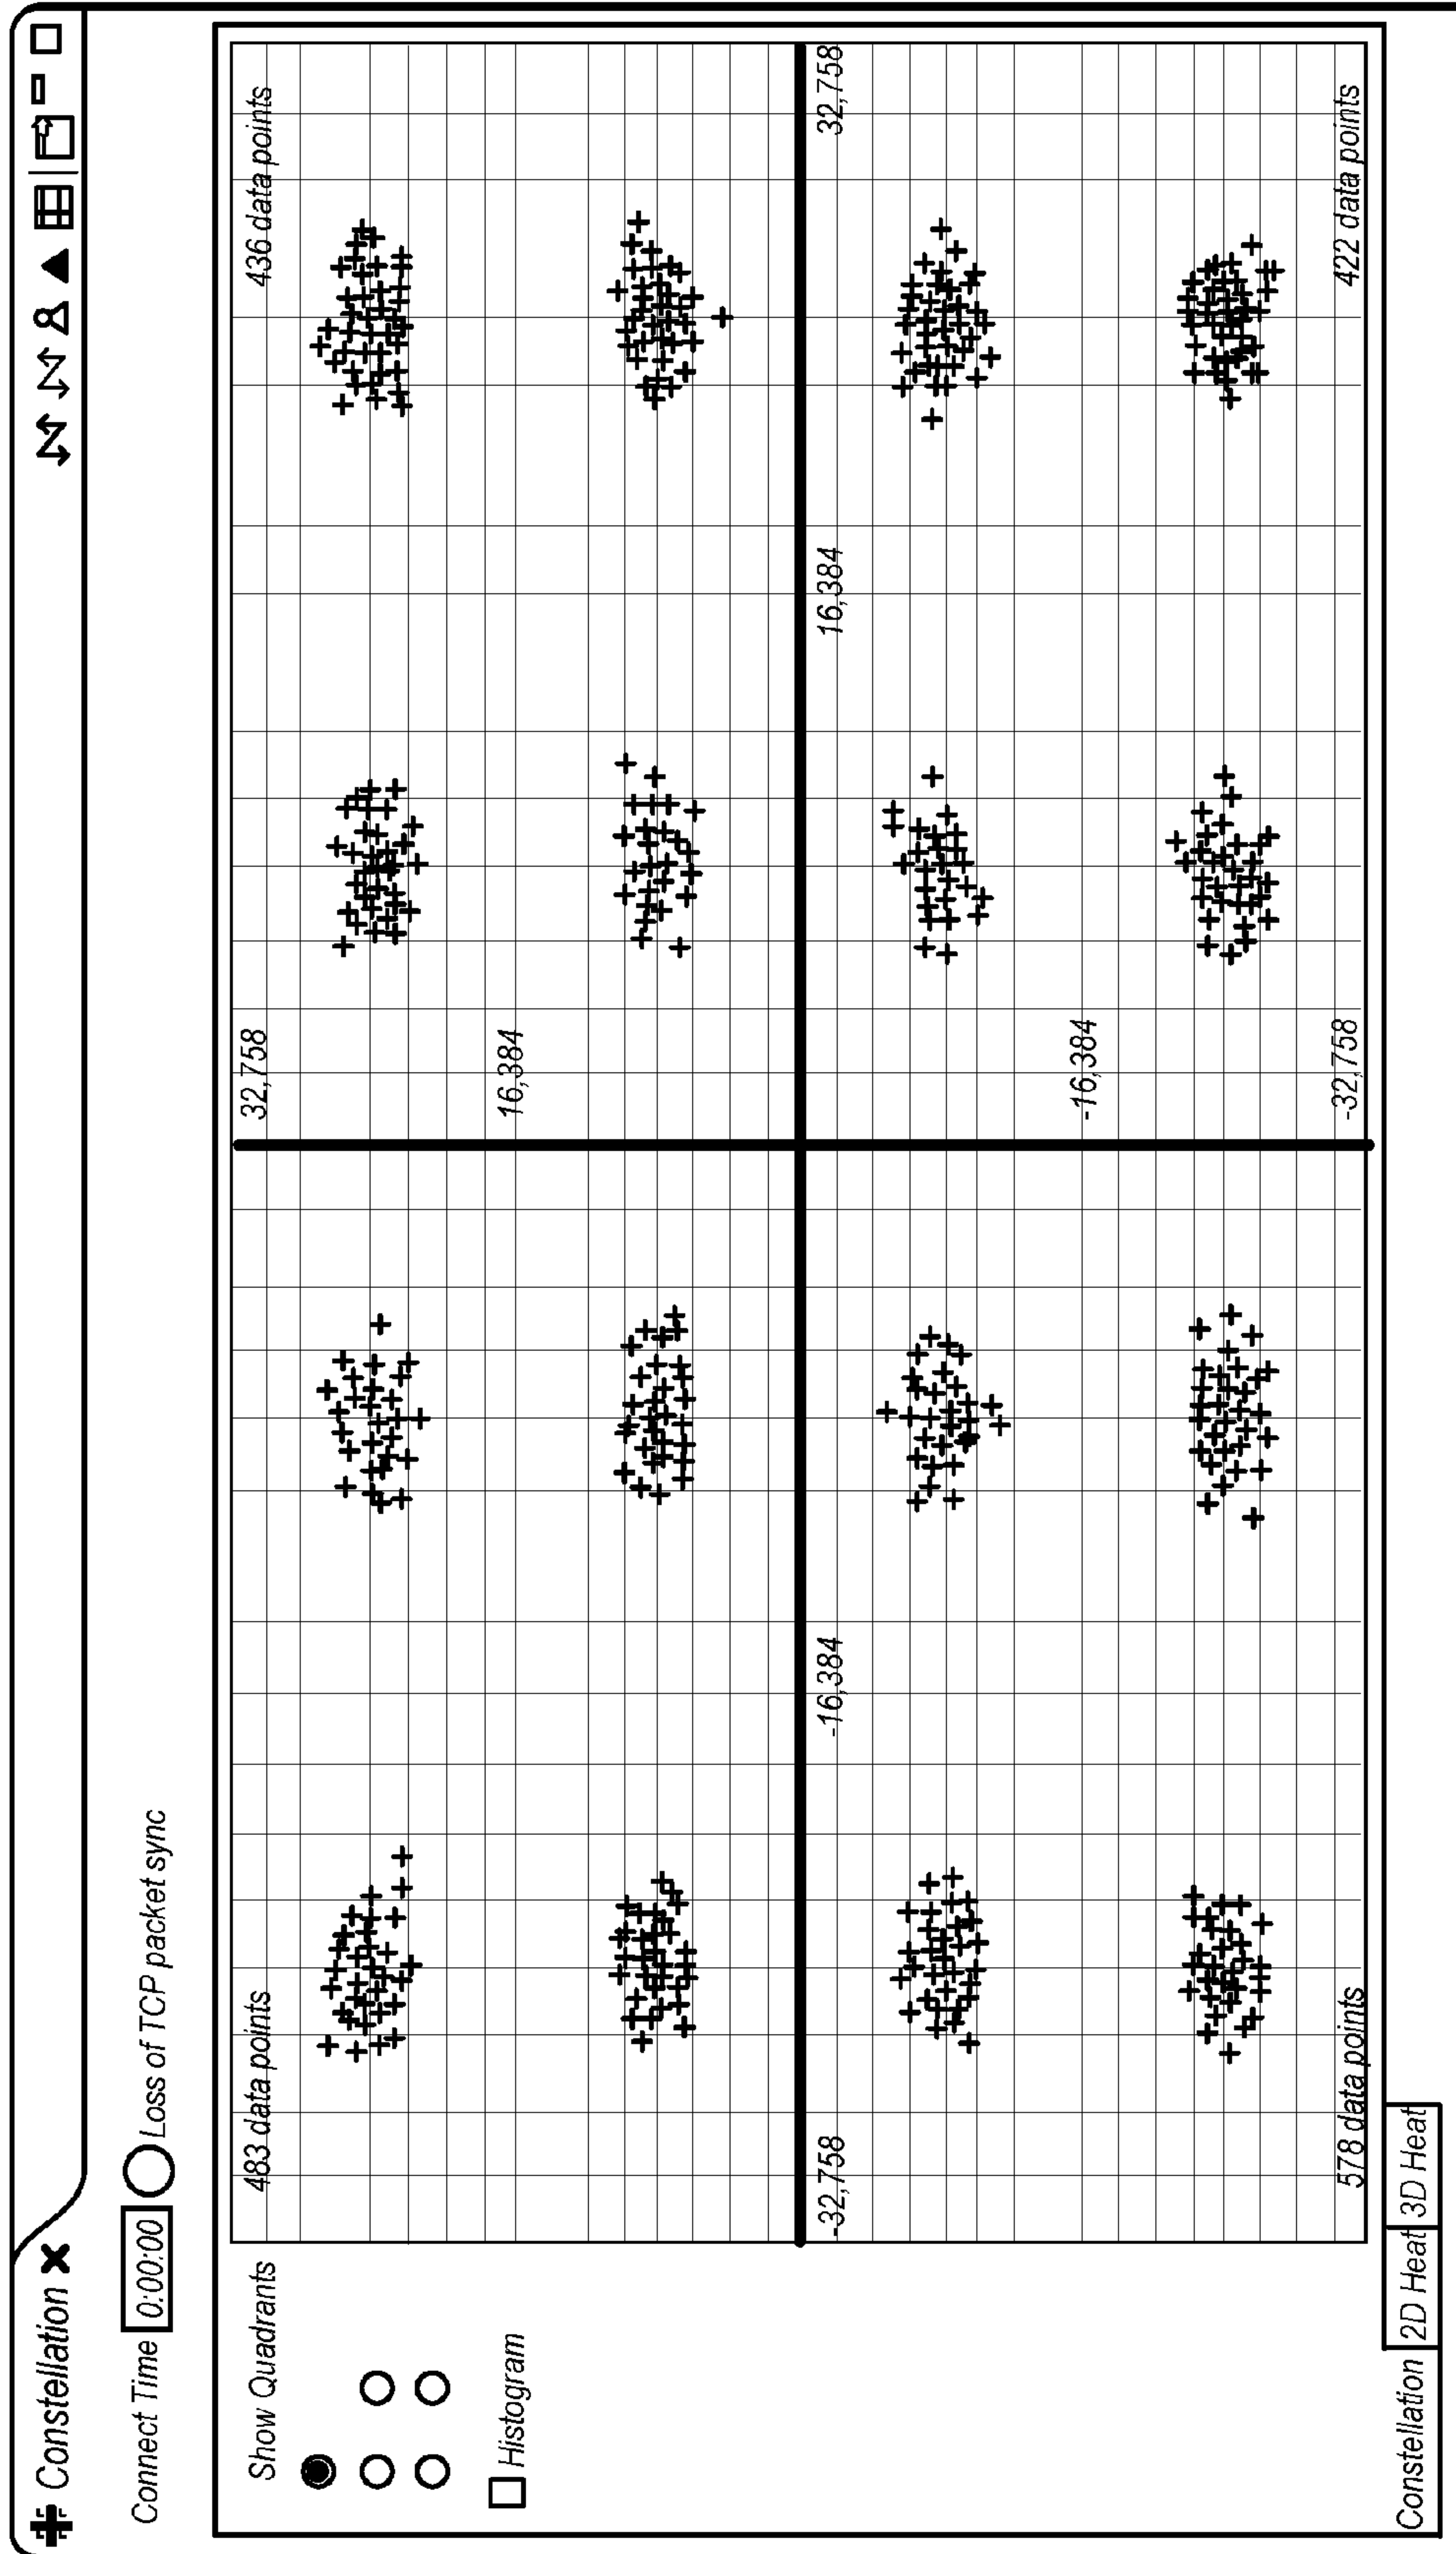 Constellation
Connect Time 0:00:00 Loss of TCP packet sync
Show Quadrants
Histogram
483 data points
32,758
436 data points
16,384
-32,758
-16,384
16,384
32,758
-16,384
578 data points
-32,758
422 data points
Constellation 2D Heat 3D Heat